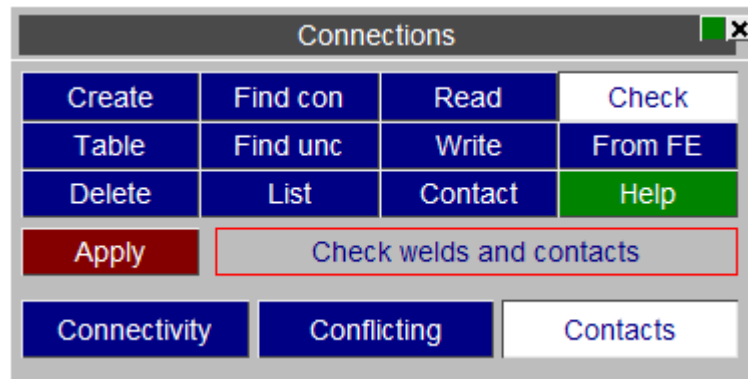 Connections
Create Find con Read Check
Table Find unc Write From FE
Delete List Contact Help
Apply Check welds and contacts
Connectivity Conflicting Contacts